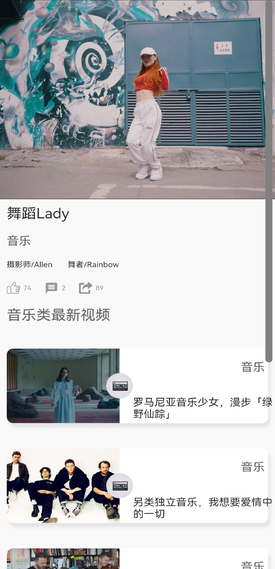 舞蹈Lady
音乐
摄影师/Allen 舞者/Rainbow
74 2 89
音乐类最新视频
音乐
罗马尼亚音乐少女，漫步「绿
野仙踪」
音乐
另类独立音乐，我想要爱情中
的一切
音乐